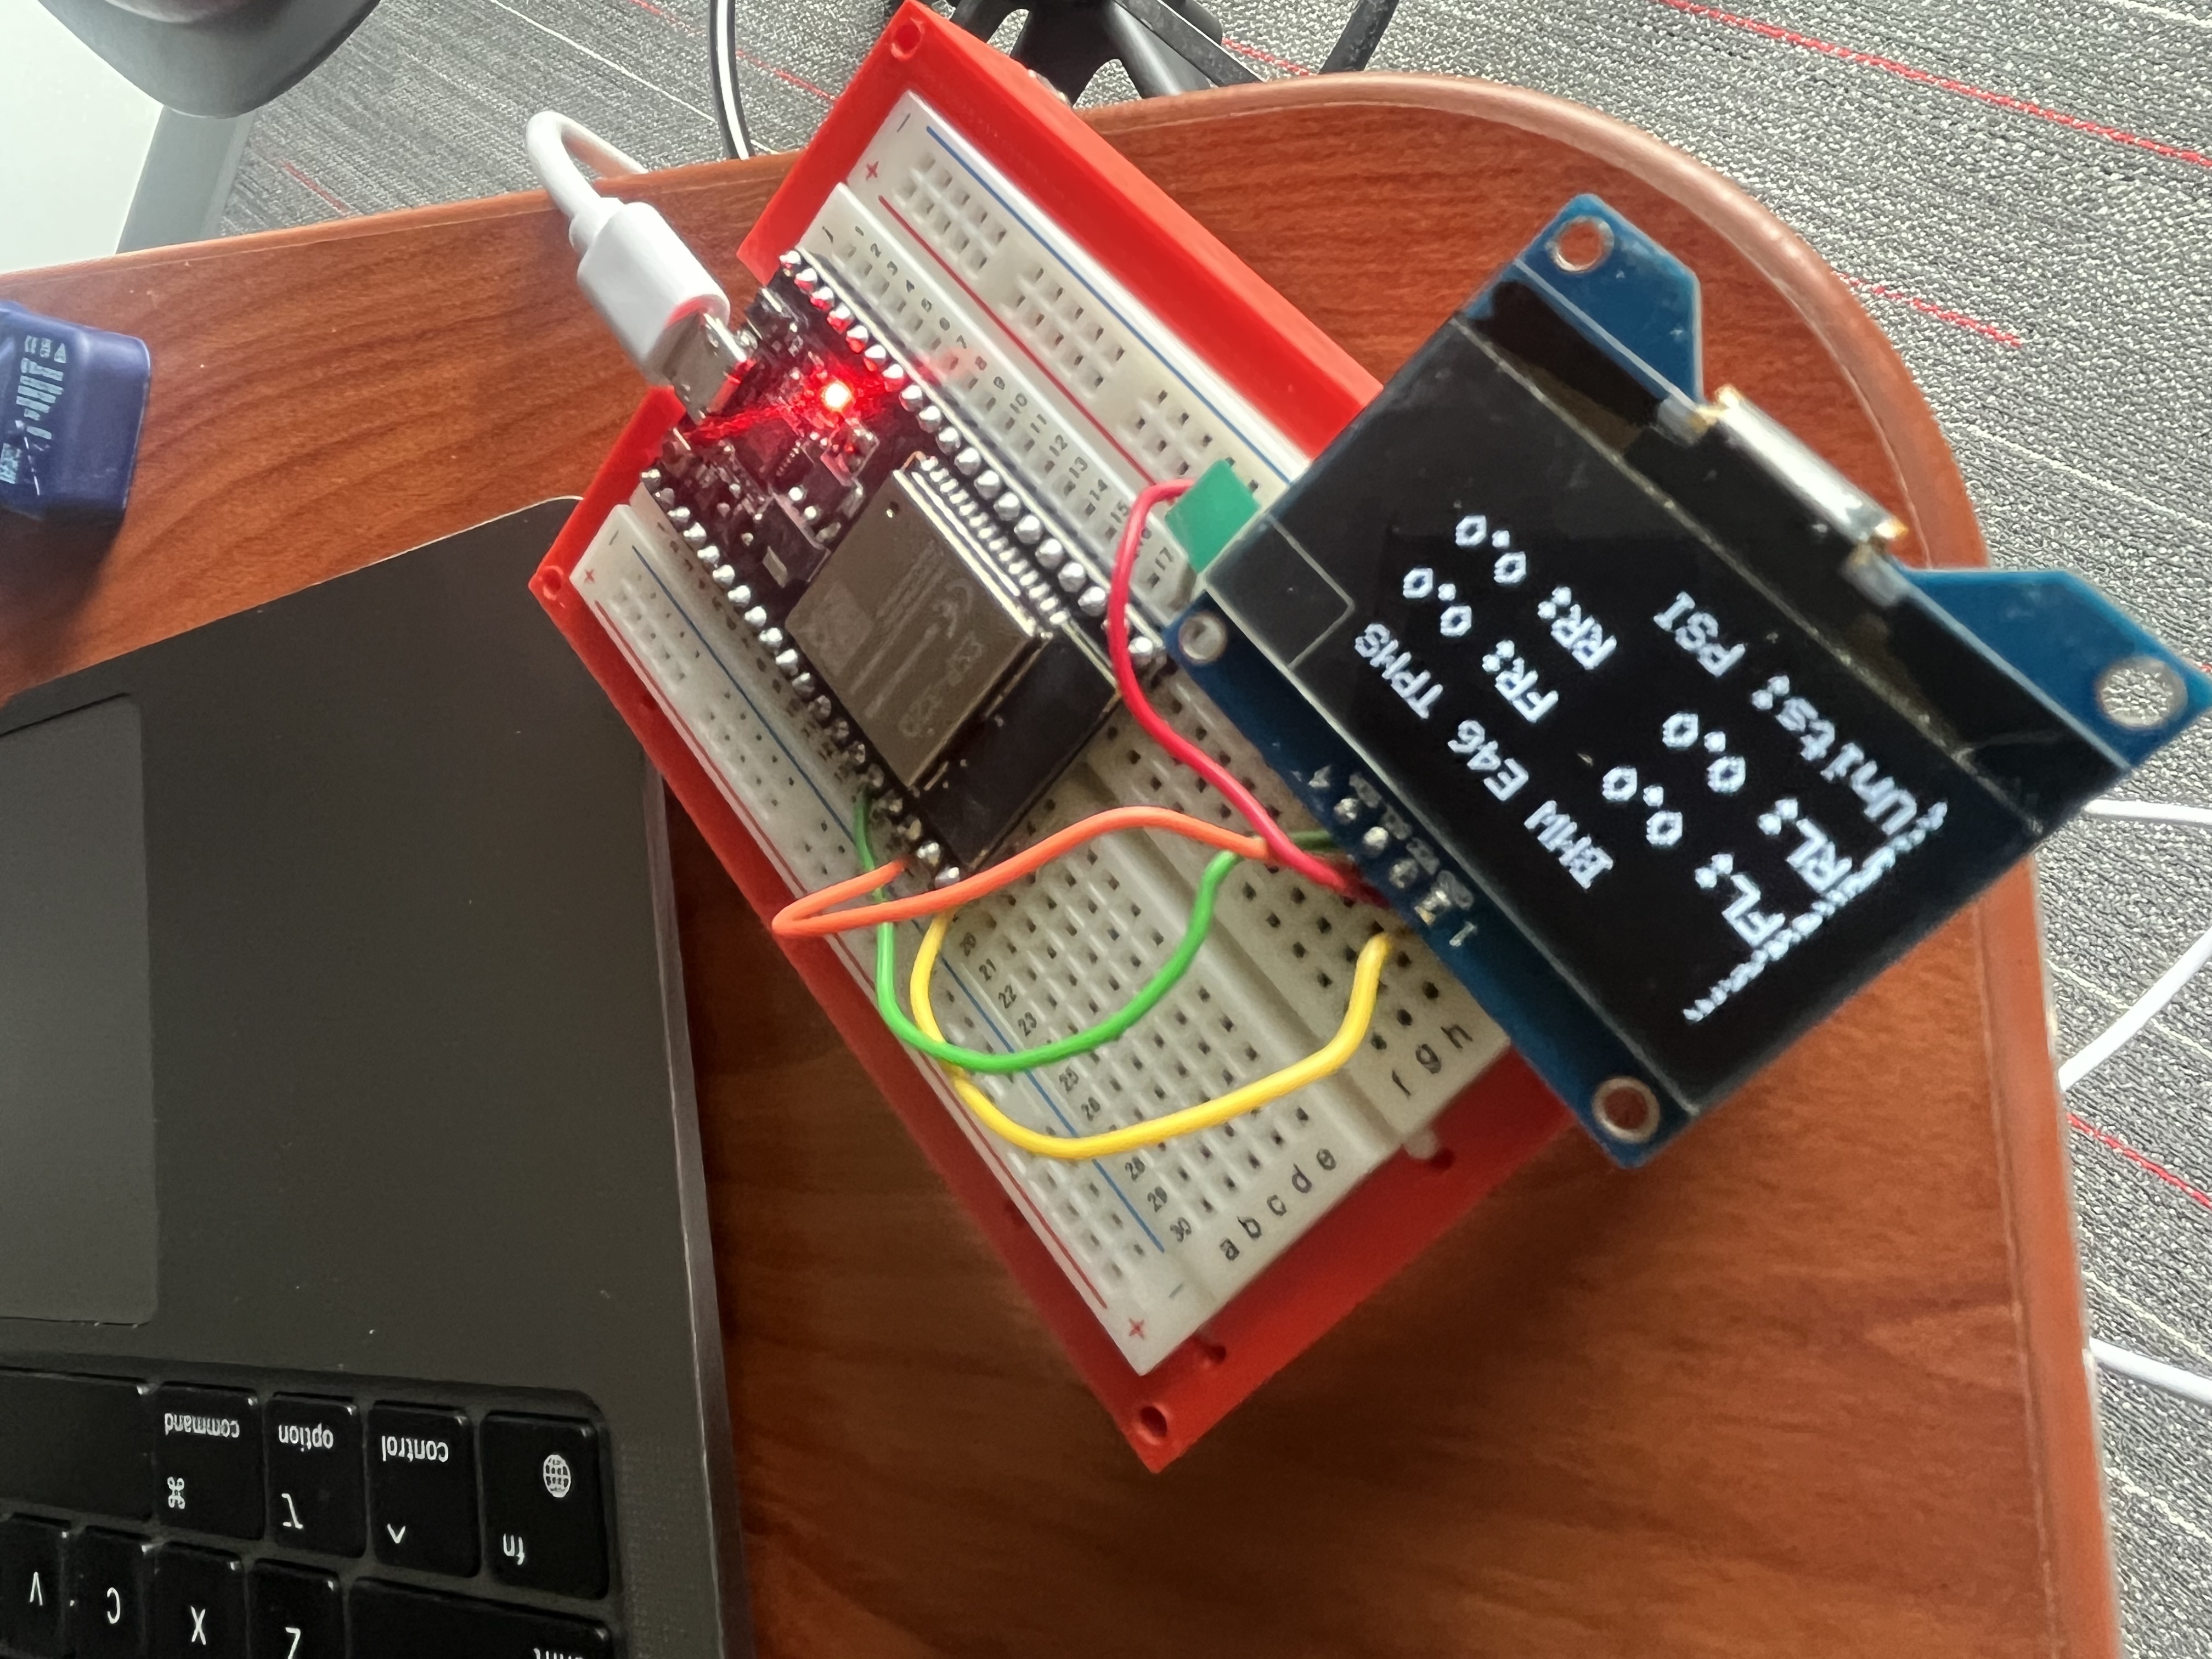 BMW E46 TPMS
FL: 0.0 FR: 0.0
RL: 0.0 RR: 0.0
Units: PSI
1
4
V
C
X
Z
⌘
command
⌥
option
^
control
fn
+
−
+
−
+
−
20
21
22
23
25
26
28
29
30
a b c d e
f g h
j
1
2
3
4
5
6
7
8
9
10
11
12
13
14
15
17